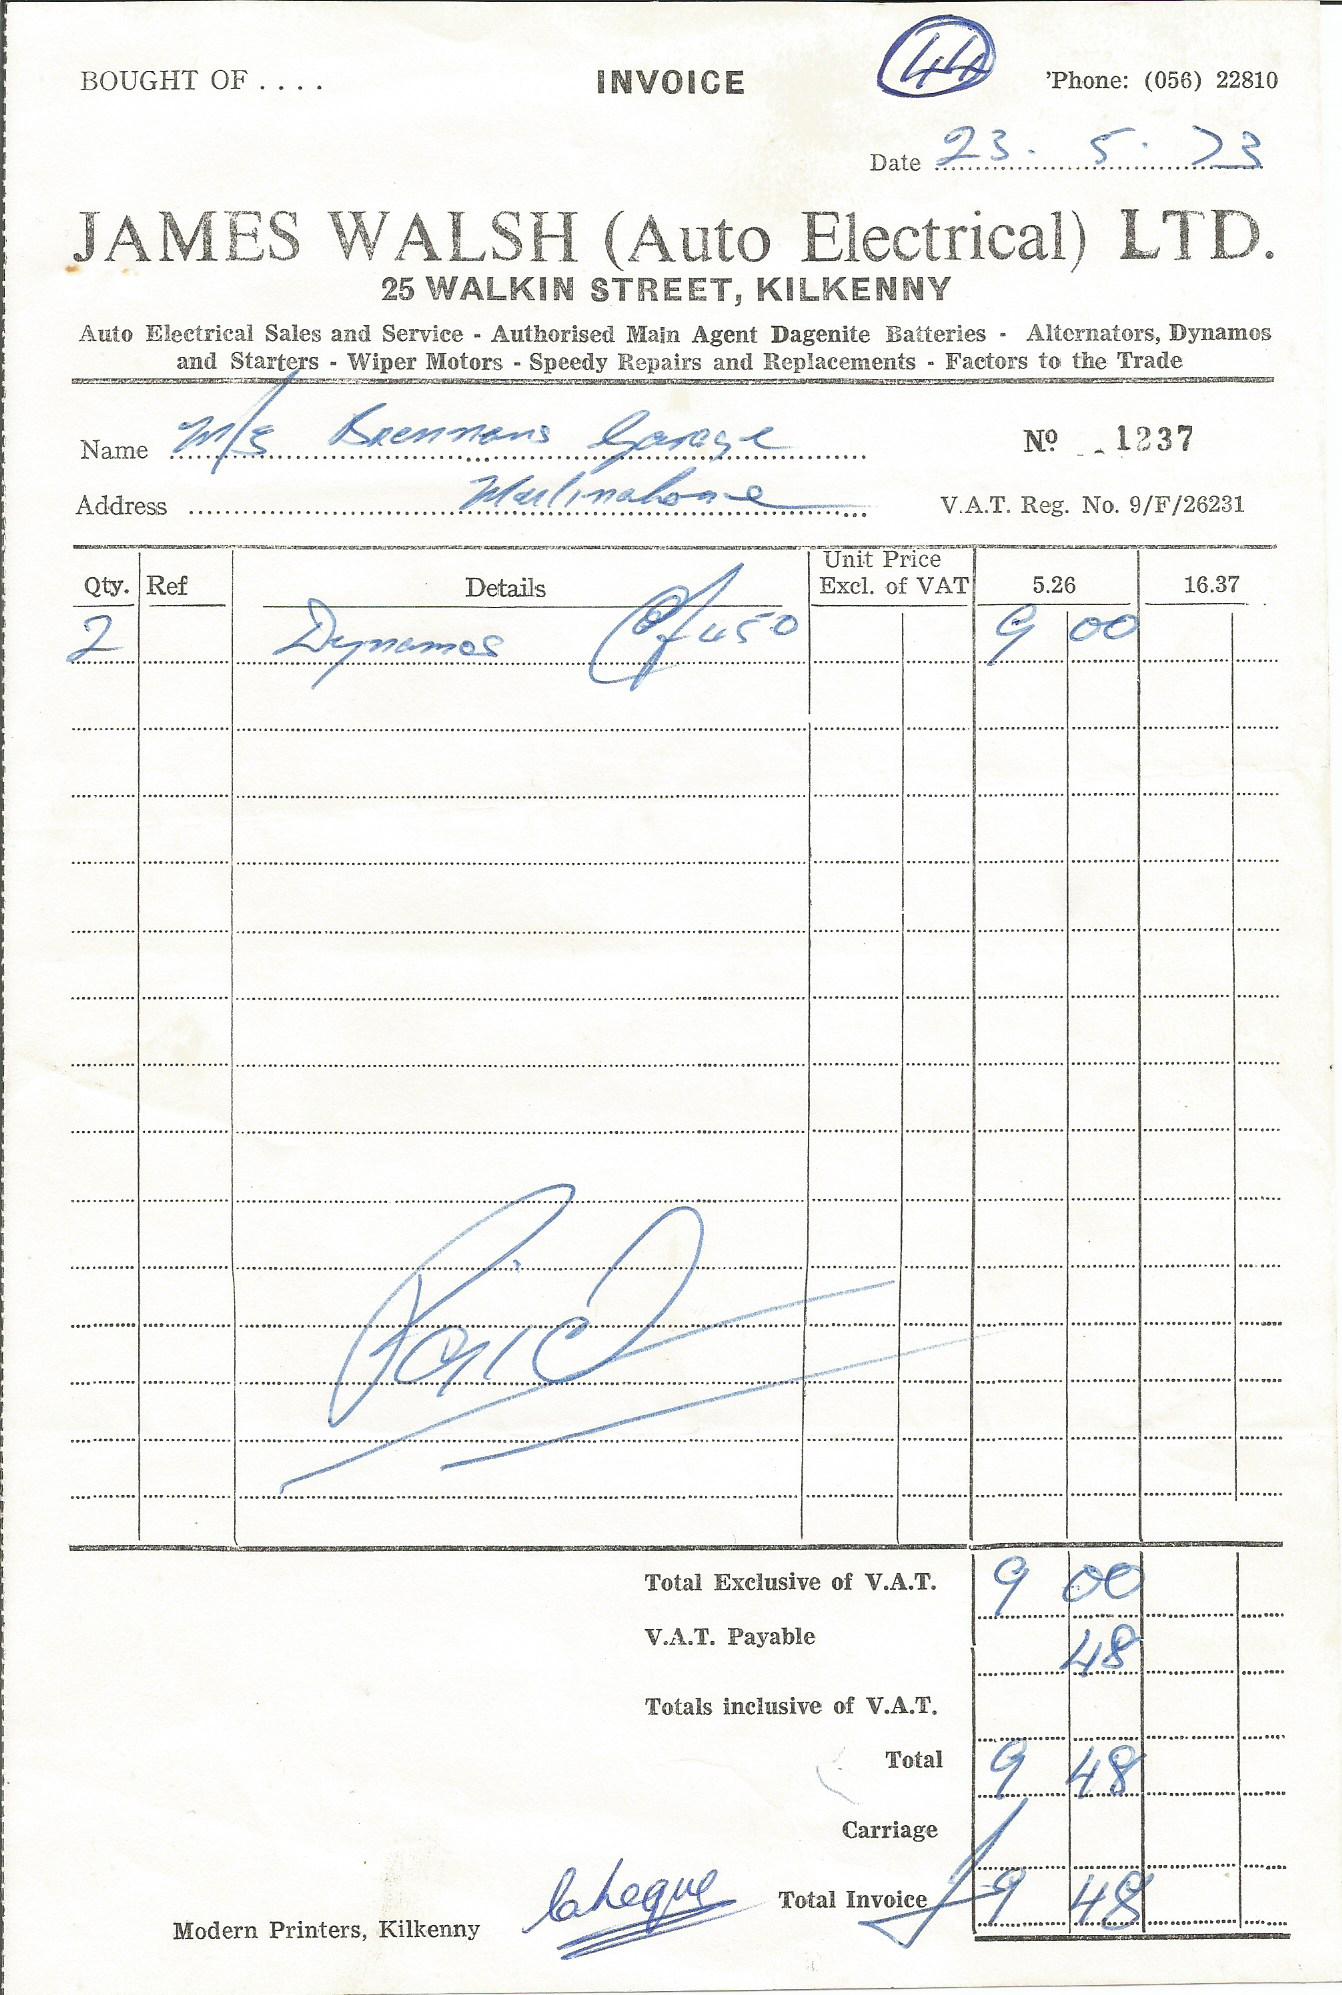 44
BOUGHT OF . . . .
INVOICE
'Phone: (056) 22810
Date 23. 5. 73
JAMES WALSH (Auto Electrical) LTD.
25 WALKIN STREET, KILKENNY
Auto Electrical Sales and Service - Authorised Main Agent Dagenite Batteries - Alternators, Dynamos
and Starters - Wiper Motors - Speedy Repairs and Replacements - Factors to the Trade
Name M/s Brennans Garage
No. 1237
Address Mullinahone
V.A.T. Reg. No. 9/F/26231
Qty. Ref Details Unit Price Excl. of VAT 5.26 16.37
2 Dynamos @ 450 9 00
Paid
Total Exclusive of V.A.T. 9 00
V.A.T. Payable 48
Totals inclusive of V.A.T.
Total 9 48
Carriage
Total Invoice 9 48
Cheque
Modern Printers, Kilkenny